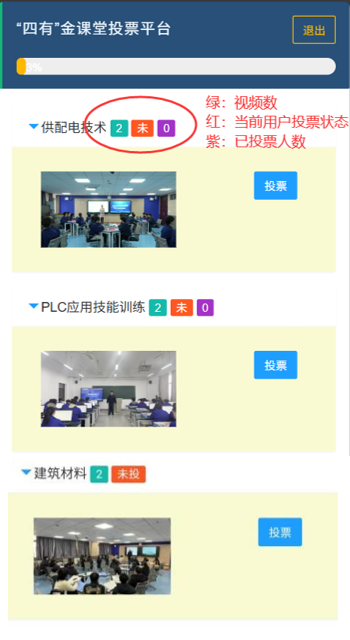 “四有”金课堂投票平台
退出
0%
供配电技术 2 未 0
绿：视频数
红：当前用户投票状态
紫：已投票人数
投票
PLC应用技能训练 2 未 0
投票
建筑材料 2 未投
投票